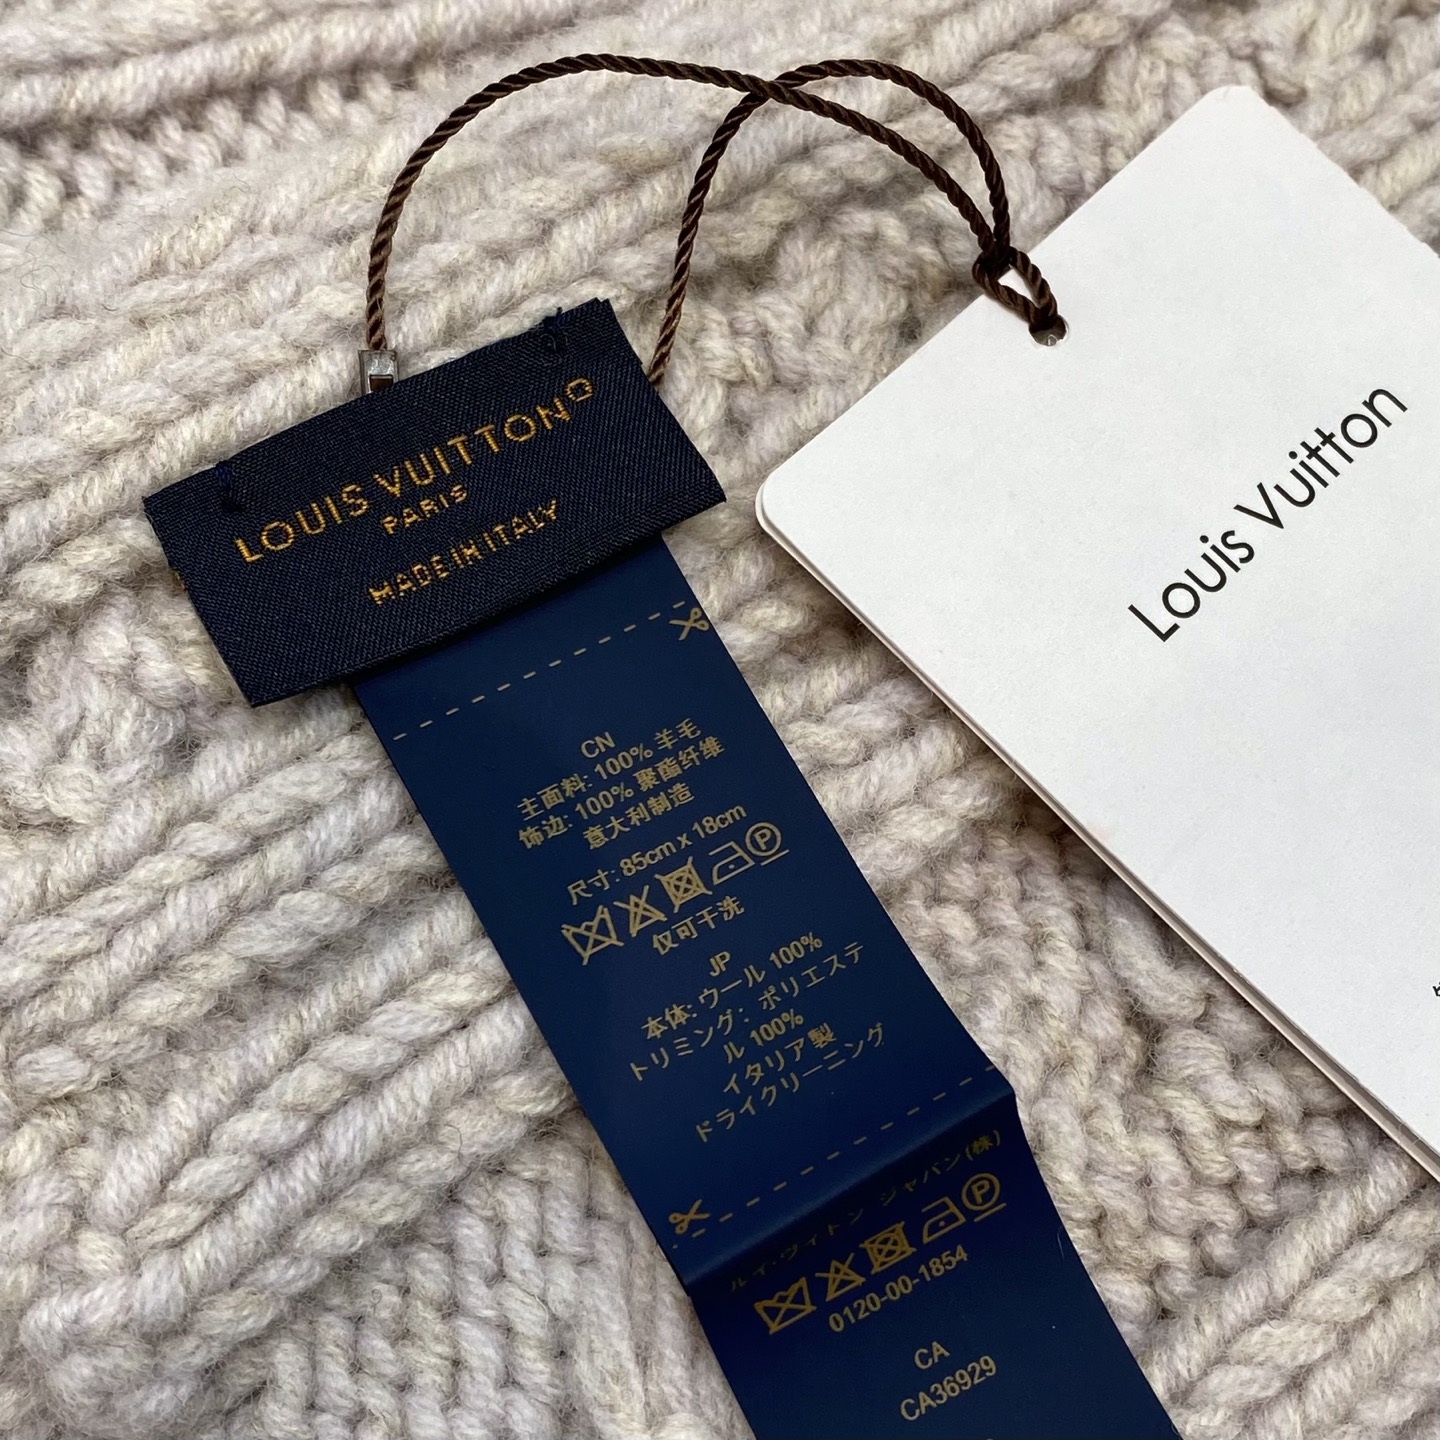 LOUIS VUITTON
PARIS
MADE IN ITALY
CN
主面料: 100% 羊毛
饰边: 100% 聚酯纤维
意大利制造
尺寸: 85cm x 18cm
仅可干洗
JP
本体: ウール 100%
トリミング: ポリエステ
ル 100%
イタリア製
ドライクリーニング
ルイ・ヴィトン ジャパン(株)
0120-00-1854
CA
CA36929
Louis Vuitton